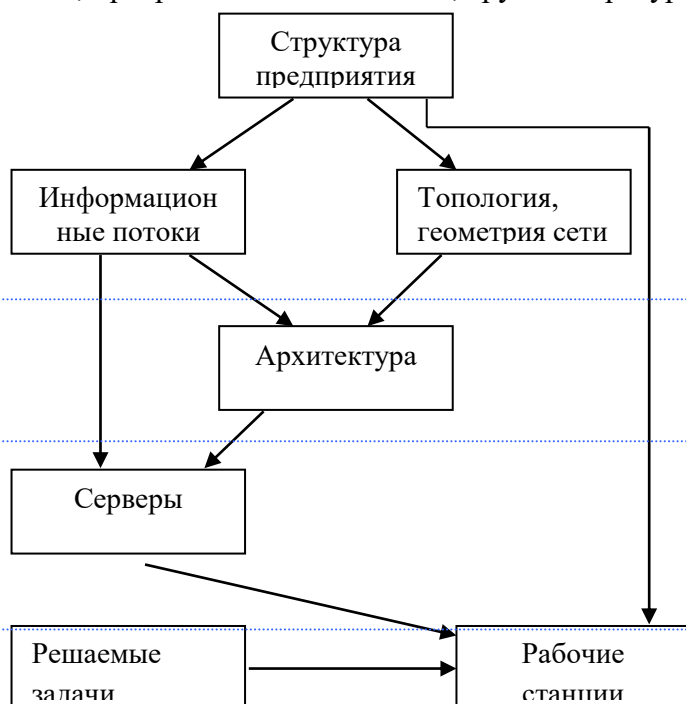 Структура
предприятия
Информацион
ные потоки
Топология,
геометрия сети
Архитектура
Серверы
Решаемые
задачи
Рабочие
станции